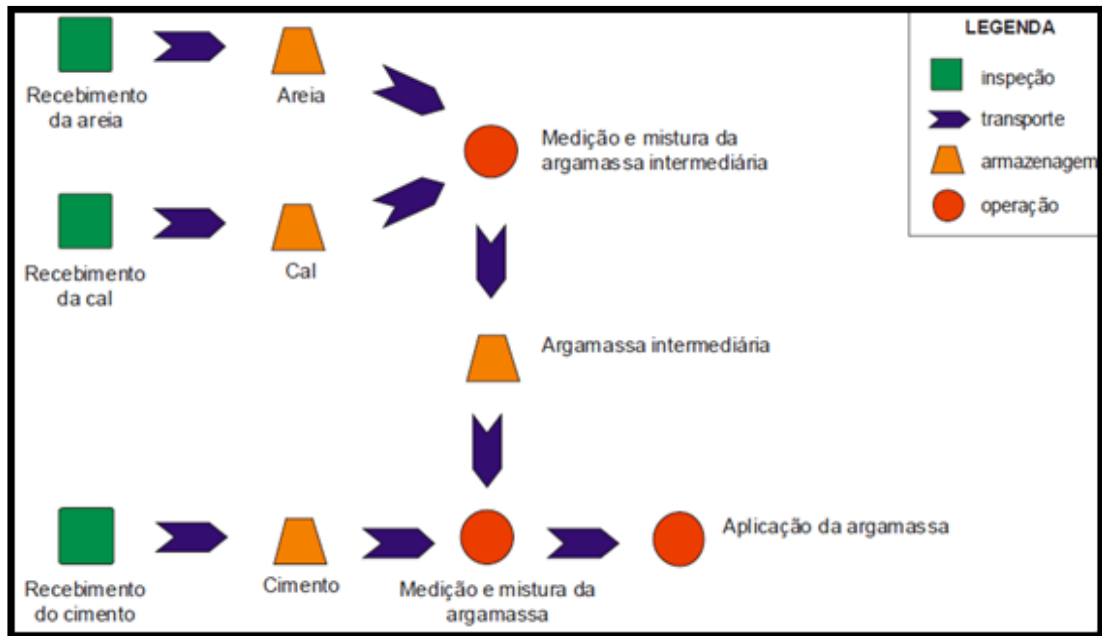 LEGENDA
inspeção
transporte
armazenagem
operação
Recebimento
da areia
Areia
Medição e mistura da
argamassa intermediária
Recebimento
da cal
Cal
Argamassa intermediária
Recebimento
do cimento
Cimento
Medição e mistura da
argamassa
Aplicação da argamassa